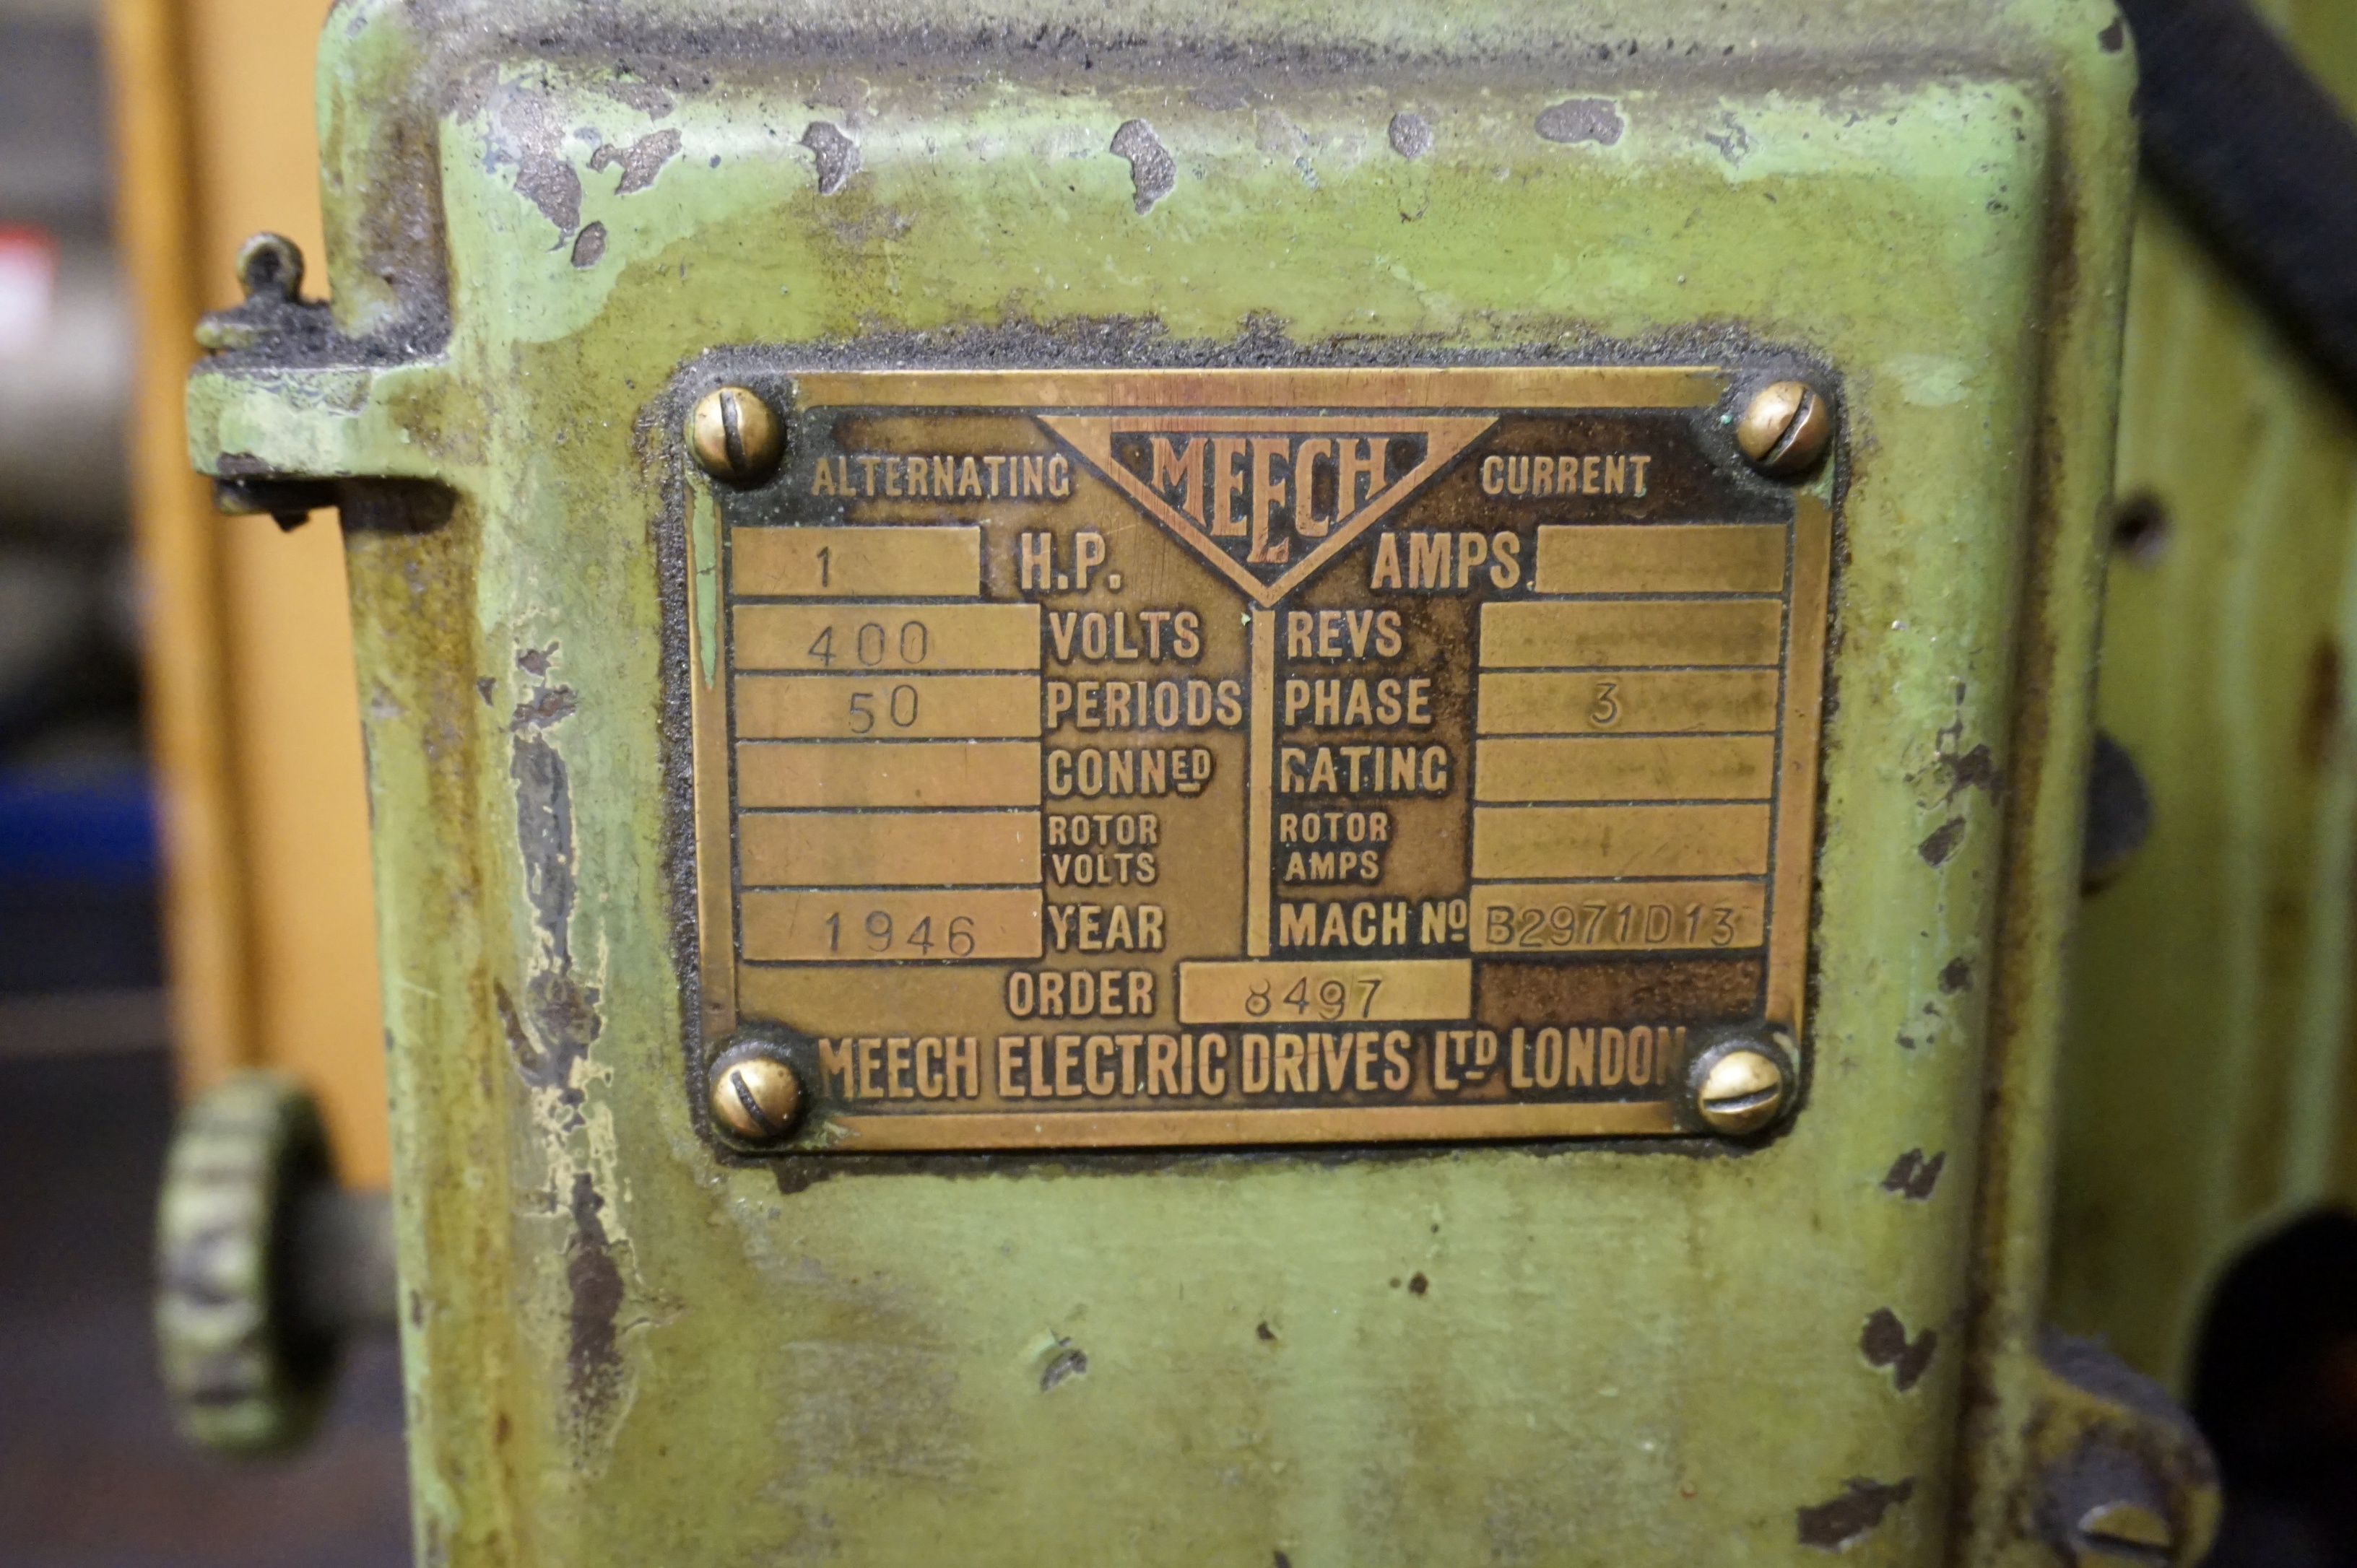 ALTERNATING MEECH CURRENT
1 H.P. AMPS.
400 VOLTS REVS
50 PERIODS PHASE 3
CONNED RATING
ROTOR VOLTS ROTOR AMPS
1946 YEAR MACH NO B2971D13
ORDER 8497
MEECH ELECTRIC DRIVES LTD LONDON